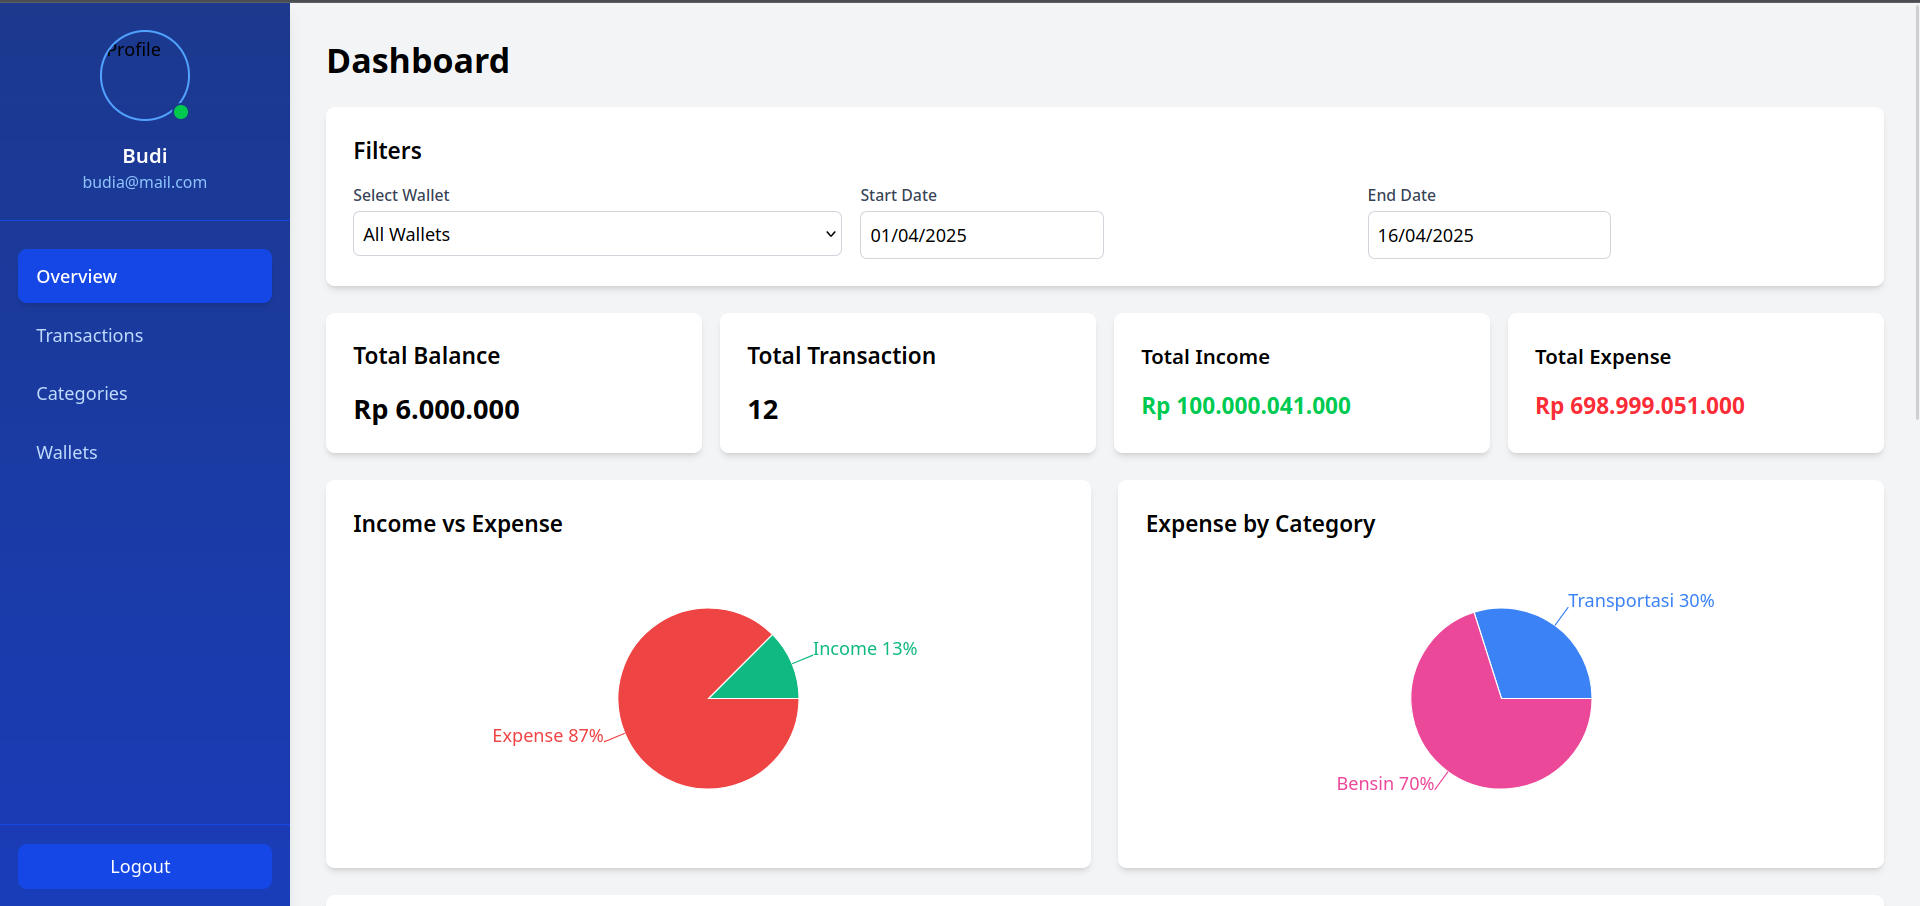 Profile
Budi
budia@mail.com
Overview
Transactions
Categories
Wallets
Logout
Dashboard
Filters
Select Wallet
All Wallets
Start Date
01/04/2025
End Date
16/04/2025
Total Balance
Rp 6.000.000
Total Transaction
12
Total Income
Rp 100.000.041.000
Total Expense
Rp 698.999.051.000
Income vs Expense
Income 13%
Expense 87%
Expense by Category
Transportasi 30%
Bensin 70%